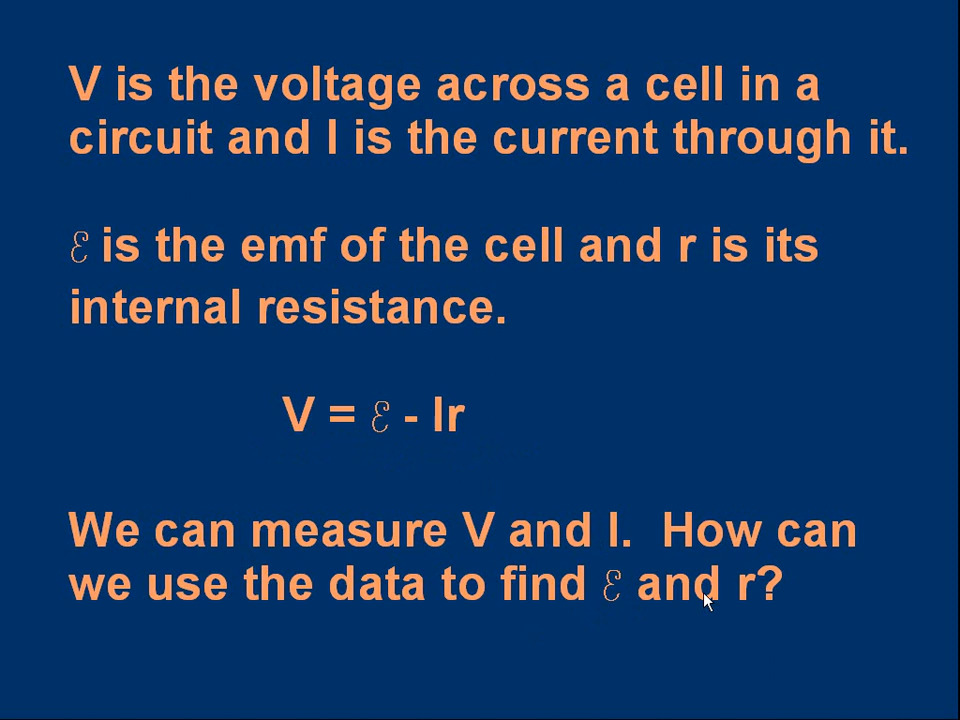 V is the voltage across a cell in a
circuit and I is the current through it.
ℰ is the emf of the cell and r is its
internal resistance.
V = ℰ - Ir
We can measure V and I. How can
we use the data to find ℰ and r?